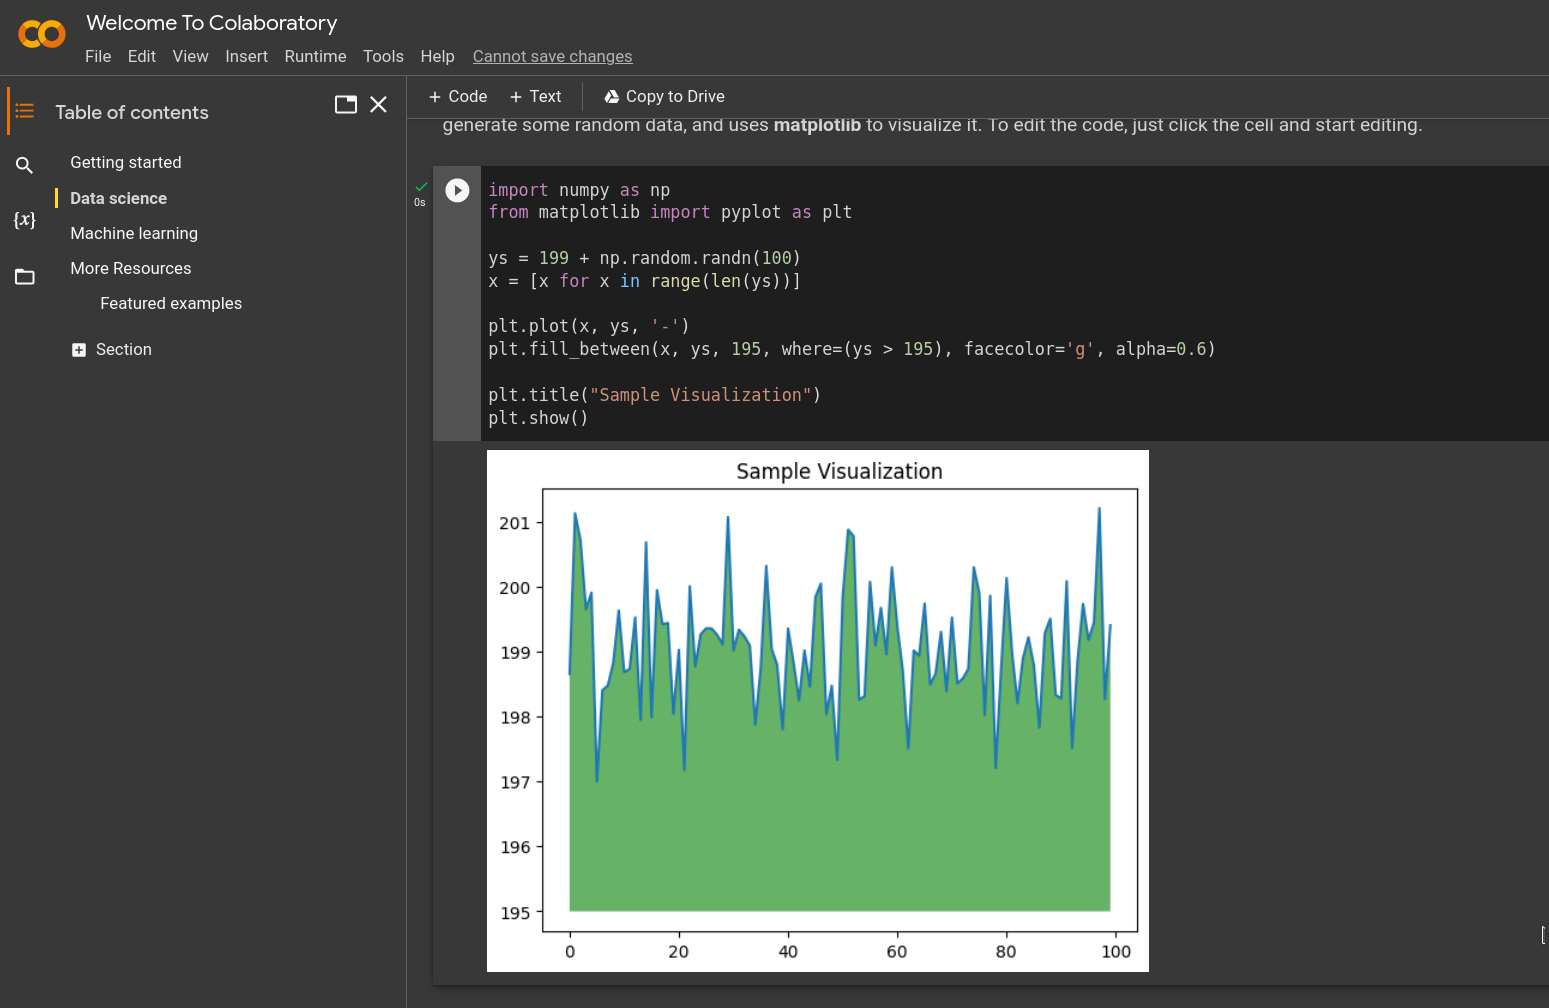 Welcome To Colaboratory
File Edit View Insert Runtime Tools Help Cannot save changes
Table of contents
Getting started
Data science
Machine learning
More Resources
Featured examples
Section
{x}
+ Code + Text Copy to Drive
generate some random data, and uses matplotlib to visualize it. To edit the code, just click the cell and start editing.
0s
import numpy as np
from matplotlib import pyplot as plt
ys = 199 + np.random.randn(100)
x = [x for x in range(len(ys))]
plt.plot(x, ys, '-')
plt.fill_between(x, ys, 195, where=(ys > 195), facecolor='g', alpha=0.6)
plt.title("Sample Visualization")
plt.show()
Sample Visualization
201
200
199
198
197
196
195
0 20 40 60 80 100